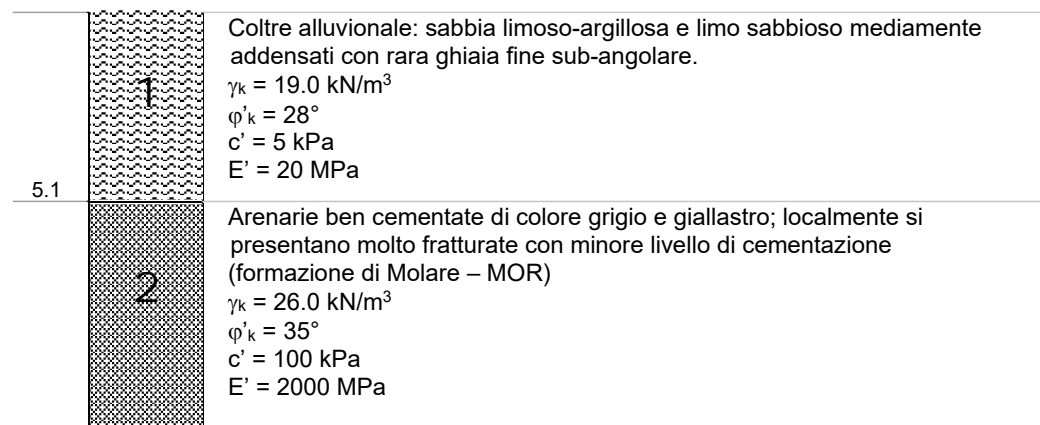 Coltre alluvionale: sabbia limoso-argillosa e limo sabbioso mediamente
addensati con rara ghiaia fine sub-angolare.
1
γk = 19.0 kN/m³
φ'k = 28°
c’ = 5 kPa
E’ = 20 MPa
5.1
Arenarie ben cementate di colore grigio e giallastro; localmente si
presentano molto fratturate con minore livello di cementazione
(formazione di Molare – MOR)
2
γk = 26.0 kN/m³
φ'k = 35°
c’ = 100 kPa
E’ = 2000 MPa